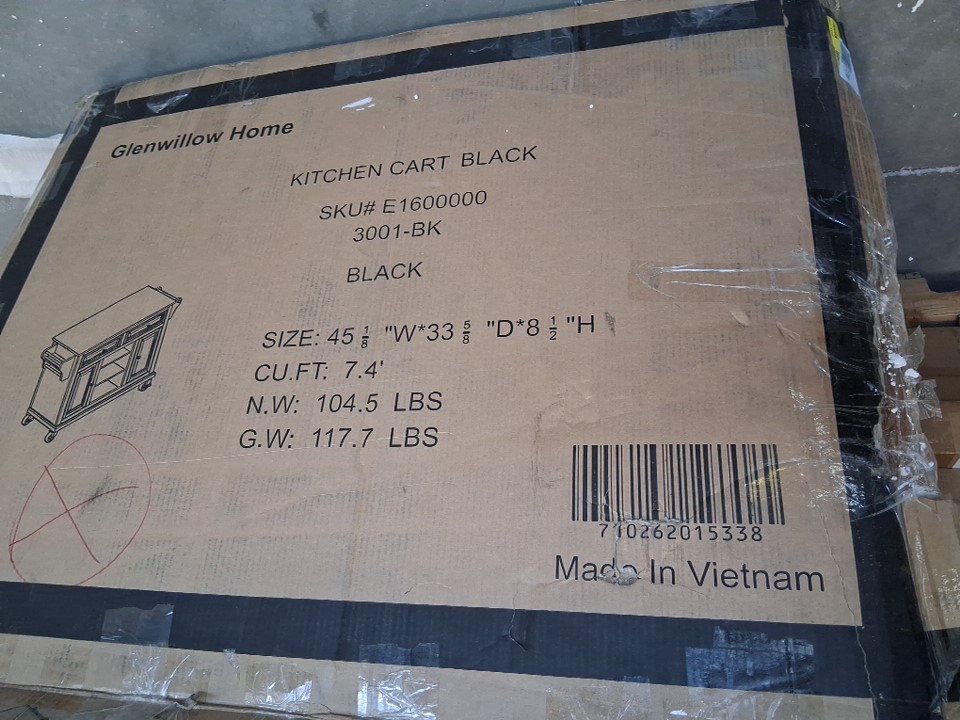 Glenwillow Home
KITCHEN CART BLACK
SKU# E1600000
3001-BK
BLACK
SIZE: 45 1/8 "W*33 5/8 "D*8 1/2 "H
CU.FT: 7.4'
N.W: 104.5 LBS
G.W: 117.7 LBS
710262015338
Made In Vietnam